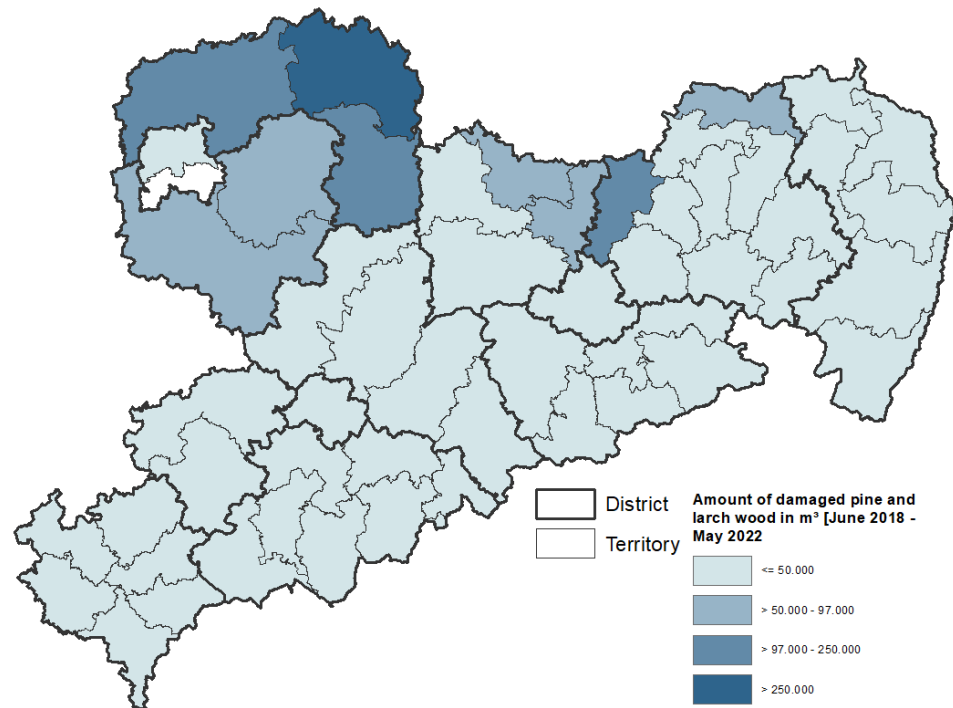 District
Territory
Amount of damaged pine and
larch wood in m³ [June 2018 -
May 2022
<= 50.000
> 50.000 - 97.000
> 97.000 - 250.000
> 250.000